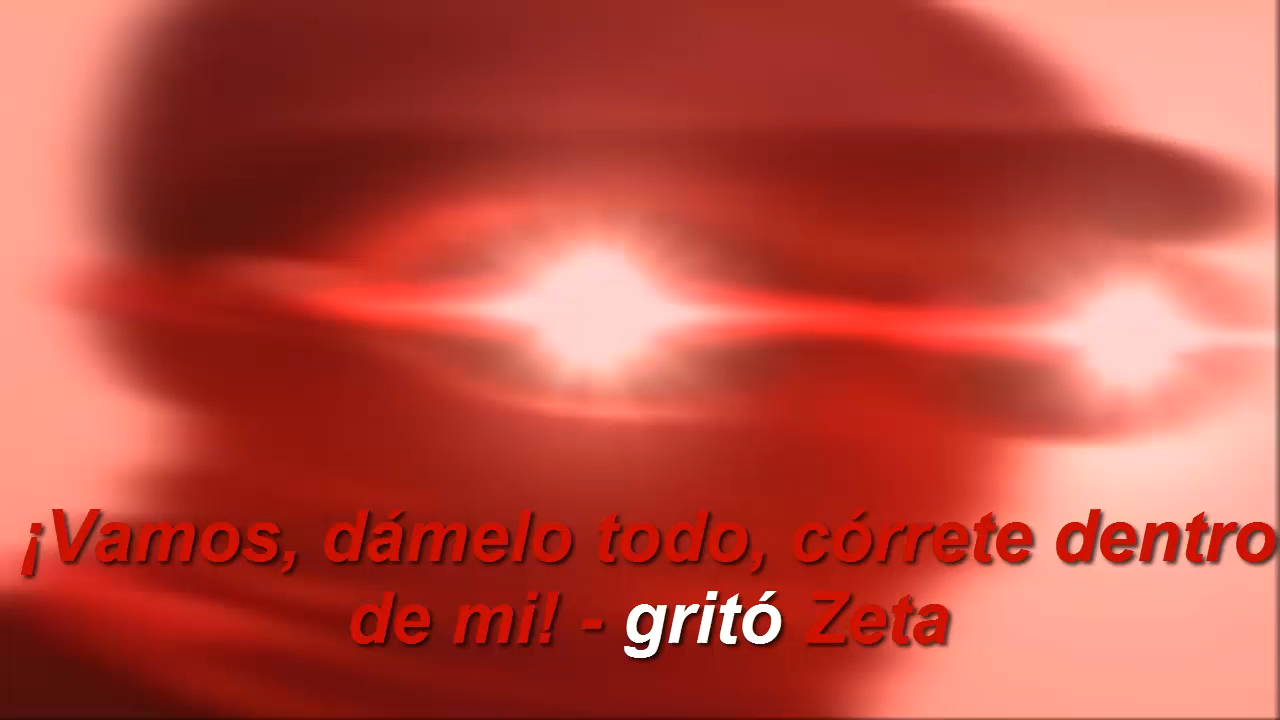 ¡Vamos, dámelo todo, córrete dentro
de mi! - gritó Zeta